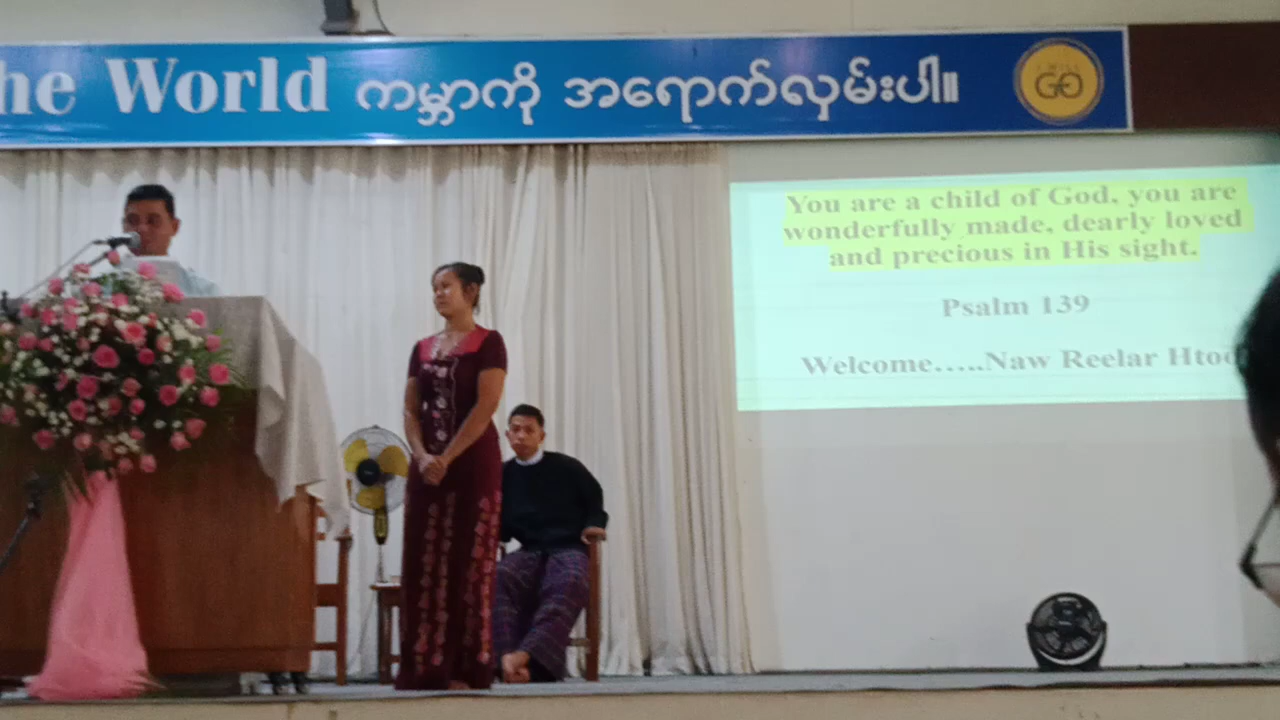 he World ကမ္ဘာကို အရောက်လှမ်းပါ။
I WILL
GO
You are a child of God, you are
wonderfully made, dearly loved
and precious in His sight.
Psalm 139
Welcome…..Naw Reelar Htoo